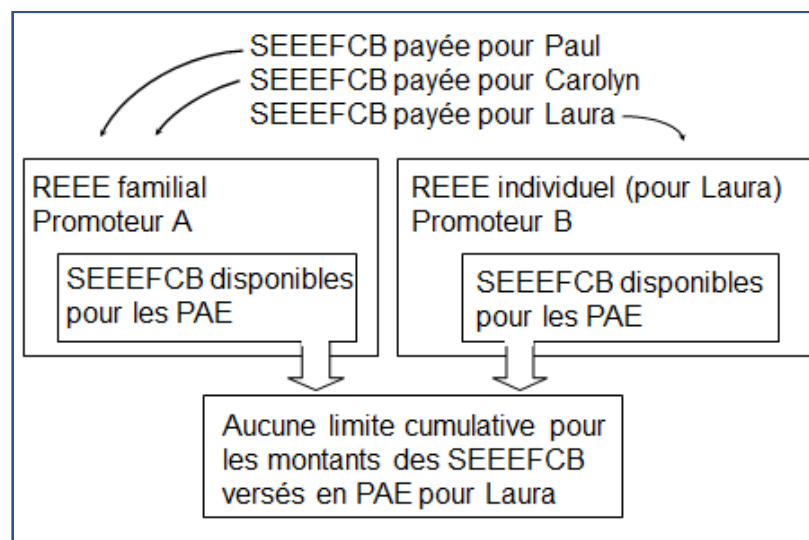 SEEEFCB payée pour Paul
SEEEFCB payée pour Carolyn
SEEEFCB payée pour Laura
REEE familial
Promoteur A
SEEEFCB disponibles
pour les PAE
REEE individuel (pour Laura)
Promoteur B
SEEEFCB disponibles
pour les PAE
Aucune limite cumulative pour
les montants des SEEEFCB
versés en PAE pour Laura